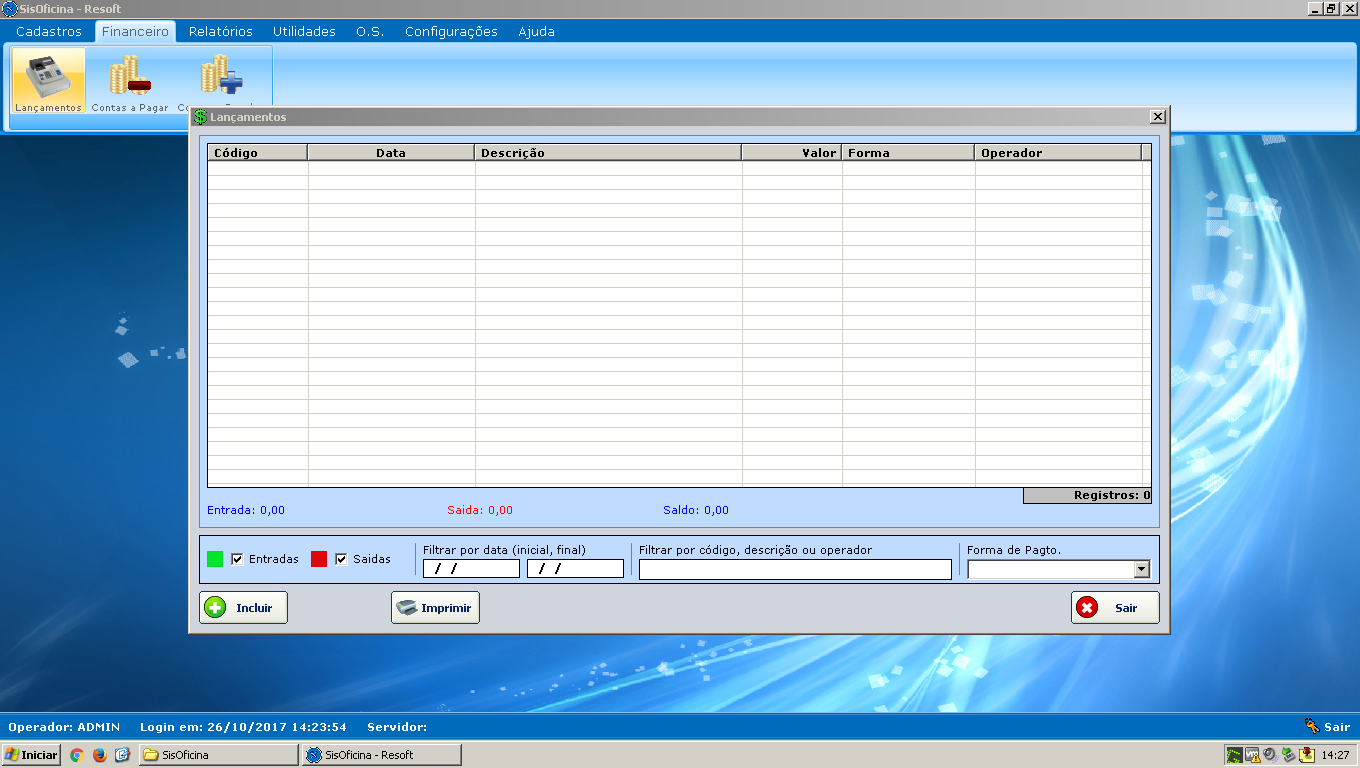 SisOficina - Resoft
Cadastros Financeiro Relatórios Utilidades O.S. Configurações Ajuda
Lançamentos Contas a Pagar
Lançamentos
Código Data Descrição Valor Forma Operador
Registros: 0
Entrada: 0,00 Saida: 0,00 Saldo: 0,00
Entradas Saidas Filtrar por data (inicial, final) Filtrar por código, descrição ou operador Forma de Pagto.
/ / / /
Incluir Imprimir Sair
Operador: ADMIN Login em: 26/10/2017 14:23:54 Servidor: Sair
Iniciar SisOficina SisOficina - Resoft 14:27